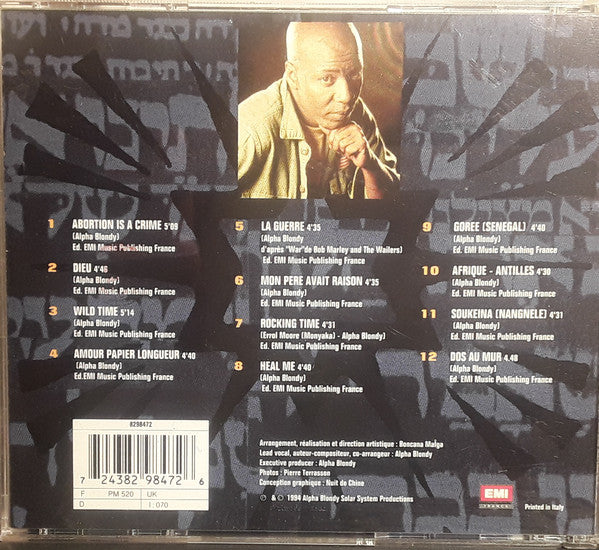 1 ABORTION IS A CRIME 5'09
(Alpha Blondy)
Ed. EMI Music Publishing France
2 DIEU 4'46
(Alpha Blondy)
Ed. EMI Music Publishing France
3 WILD TIME 5'14
(Alpha Blondy)
Ed. EMI Music Publishing France
4 AMOUR PAPIER LONGUEUR 4'40
(Alpha Blondy)
Ed.EMI Music Publishing France
5 LA GUERRE 4'35
(Alpha Blondy)
d'après "War"de Bob Marley and The Wailers)
Ed. EMI Music Publishing France
6 MON PERE AVAIT RAISON 4'35
(Alpha Blondy)
Ed. EMI Music Publishing France
7 ROCKING TIME 4'31
(Errol Moore (Monyaka) - Alpha Blondy)
Ed. EMI Music Publishing France
8 HEAL ME 4'40
(Alpha Blondy)
Ed. EMI Music Publishing France
9 GOREE (SENEGAL) 4'40
(Alpha Blondy)
Ed. EMI Music Publishing France
10 AFRIQUE - ANTILLES 4'38
(Alpha Blondy)
Ed. EMI Music Publishing France
11 SOUKEINA (NANGNELE) 4'31
(Alpha Blondy)
Ed. EMI Music Publishing France
12 DOS AU MUR 4.48
(Alpha Blondy)
Ed. EMI Music Publishing France
8298472
7 24382 98472 6
F PM 520 UK
D 1: 070
Arrangement, réalisation et direction artistique : Boncana Maïga
Lead vocal, auteur-compositeur, co-arrangeur : Alpha Blondy
Executive producer : Alpha Blondy
Photos : Pierre Terrasson
Conception graphique : Nuit de Chine
℗ & © 1994 Alpha Blondy Solar System Productions
EMI
FRANCE
Printed in Italy